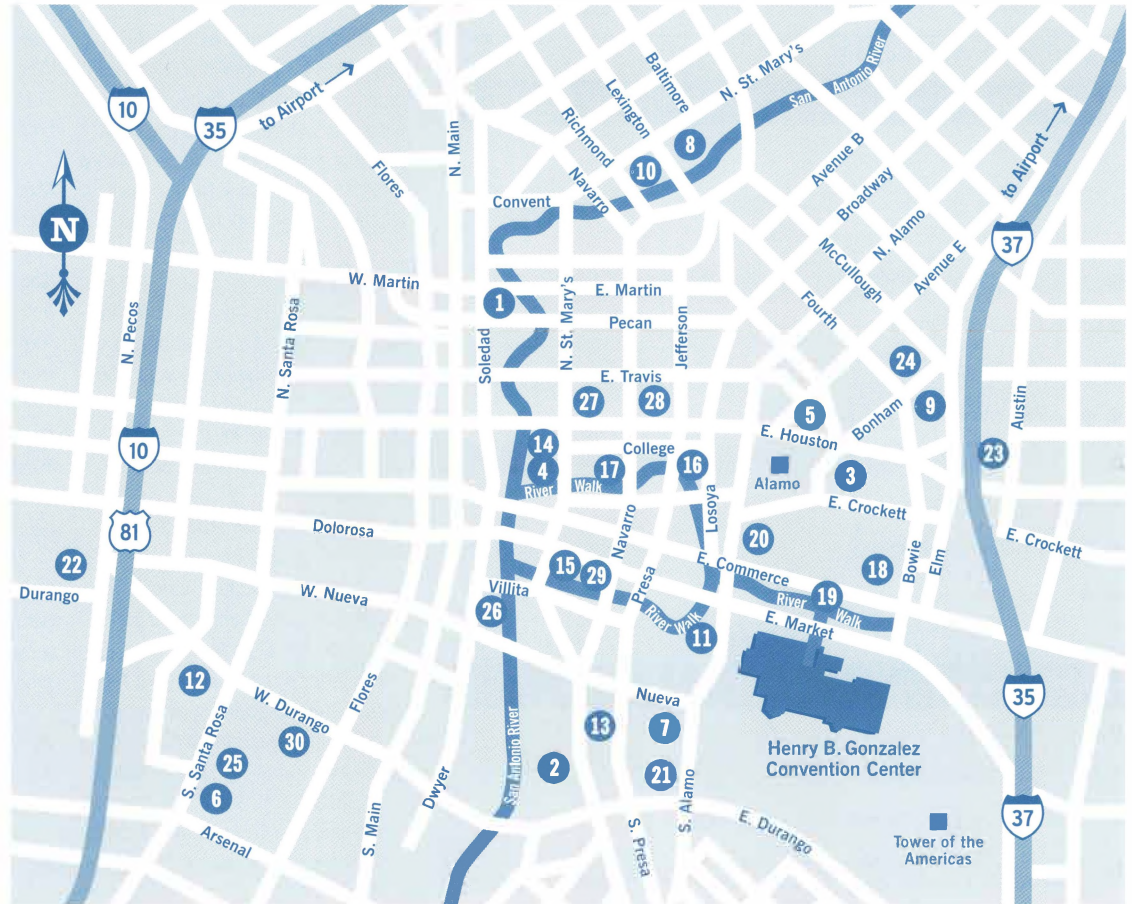 10
35
to Airport
N. Main
Flores
Baltimore
Lexington
Richmond
N. St. Mary's
San Antonio River
8
10
Navarro
Convent
Avenue B
Broadway
N. Alamo
Avenue E
McCullough
Fourth
to Airport
37
N
W. Martin
E. Martin
1
Pecan
N. St. Mary's
Jefferson
Soledad
N. Pecos
N. Santa Rosa
E. Travis
27
28
24
9
5
Bonham
E. Houston
Austin
23
10
14
4
17
College
16
River Walk
Alamo
3
E. Crockett
Losoya
Navarro
81
Dolorosa
20
E. Crockett
Bowie
Elm
18
22
Durango
15
29
E. Commerce
Presa
W. Nueva
Villita
26
River Walk
19
River Walk
E. Market
11
12
W. Durango
Flores
Nueva
35
S. Santa Rosa
30
13
7
Henry B. Gonzalez
Convention Center
25
6
2
San Antonio River
21
Dwyer
S. Main
Arsenal
S. Alamo
S. Presa
E. Durango
37
Tower of the
Americas